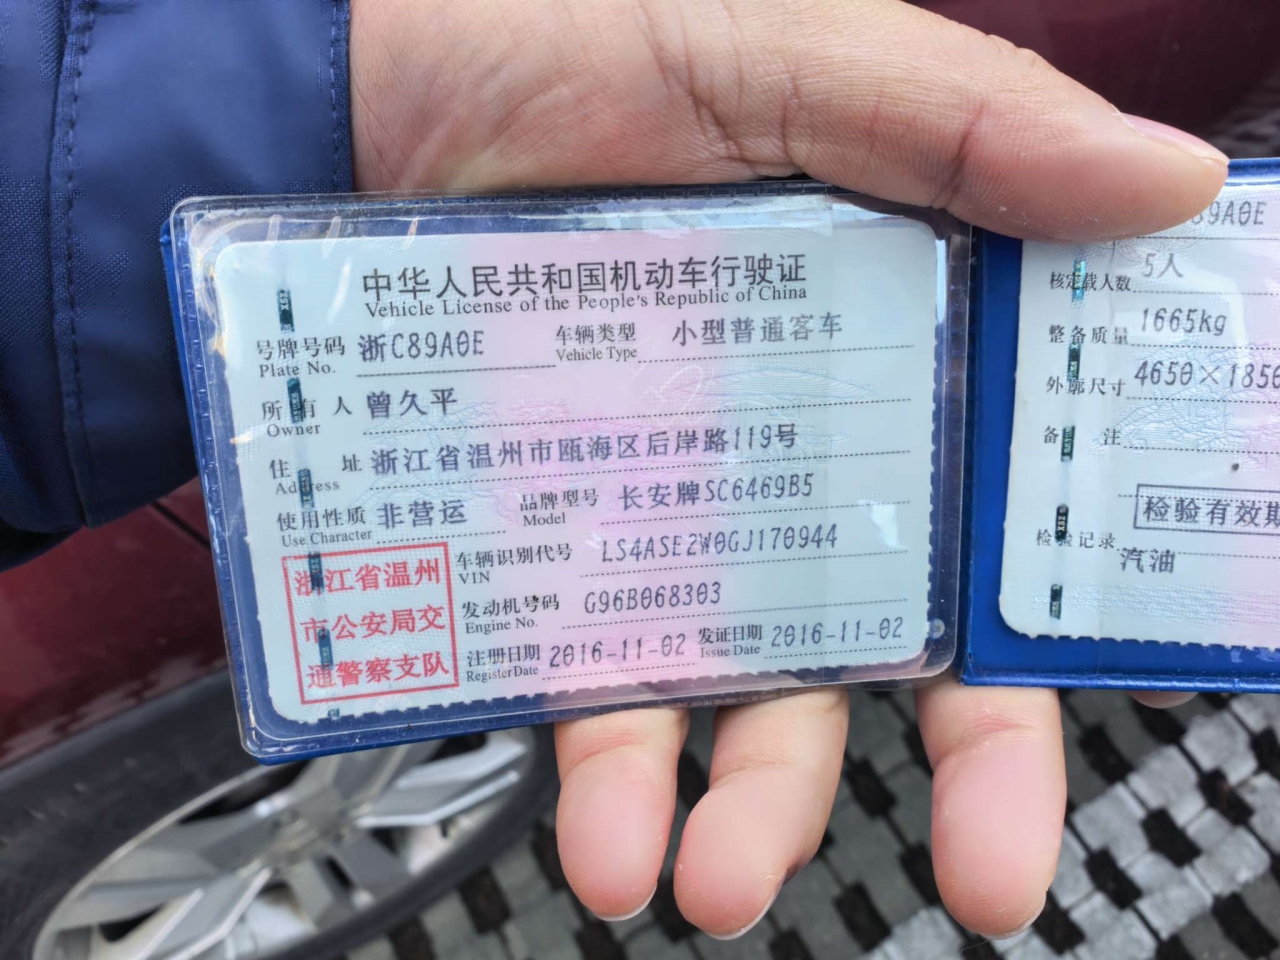 中华人民共和国机动车行驶证
Vehicle License of the People's Republic of China
号牌号码 浙C89A0E 车辆类型 小型普通客车
Plate No. Vehicle Type
所有人 曾久平
Owner
住址 浙江省温州市瓯海区后岸路119号
Address
使用性质 非营运 品牌型号 长安牌SC6469B5
Use Character Model
浙江省温州
市公安局交
通警察支队
车辆识别代号 LS4ASE2W0GJ170944
VIN
发动机号码 G96B068303
Engine No.
注册日期 2016-11-02 发证日期 2016-11-02
Register Date Issue Date
89A0E
核定载人数 5人
整备质量 1665kg
外廓尺寸 4650×1850
备注
检验有效期
检验记录
汽油